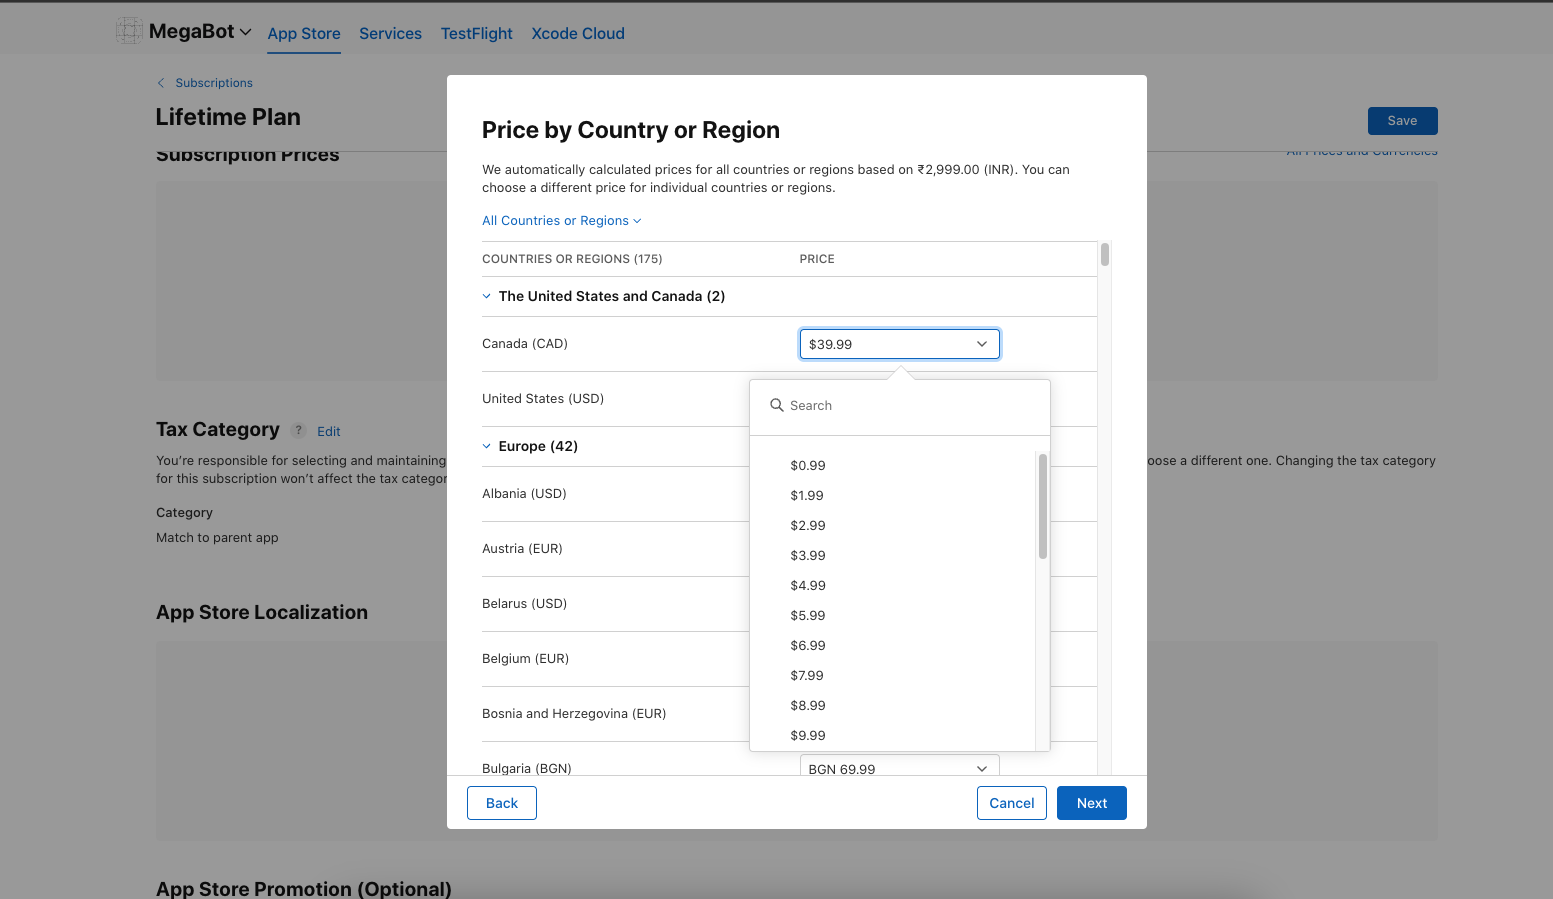 MegaBot
App Store
Services
TestFlight
Xcode Cloud
Subscriptions
Lifetime Plan
Save
Subscription Prices
All Prices and Currencies
Price by Country or Region
We automatically calculated prices for all countries or regions based on ₹2,999.00 (INR). You can
choose a different price for individual countries or regions.
All Countries or Regions
COUNTRIES OR REGIONS (175)
PRICE
The United States and Canada (2)
Canada (CAD)
$39.99
United States (USD)
Search
Europe (42)
Albania (USD)
Austria (EUR)
Belarus (USD)
Belgium (EUR)
Bosnia and Herzegovina (EUR)
$0.99
$1.99
$2.99
$3.99
$4.99
$5.99
$6.99
$7.99
$8.99
$9.99
Bulgaria (BGN)
BGN 69.99
Back
Cancel
Next
Tax Category
?
Edit
You're responsible for selecting and maintaining
oose a different one. Changing the tax category
for this subscription won't affect the tax categor
Category
Match to parent app
App Store Localization
App Store Promotion (Optional)